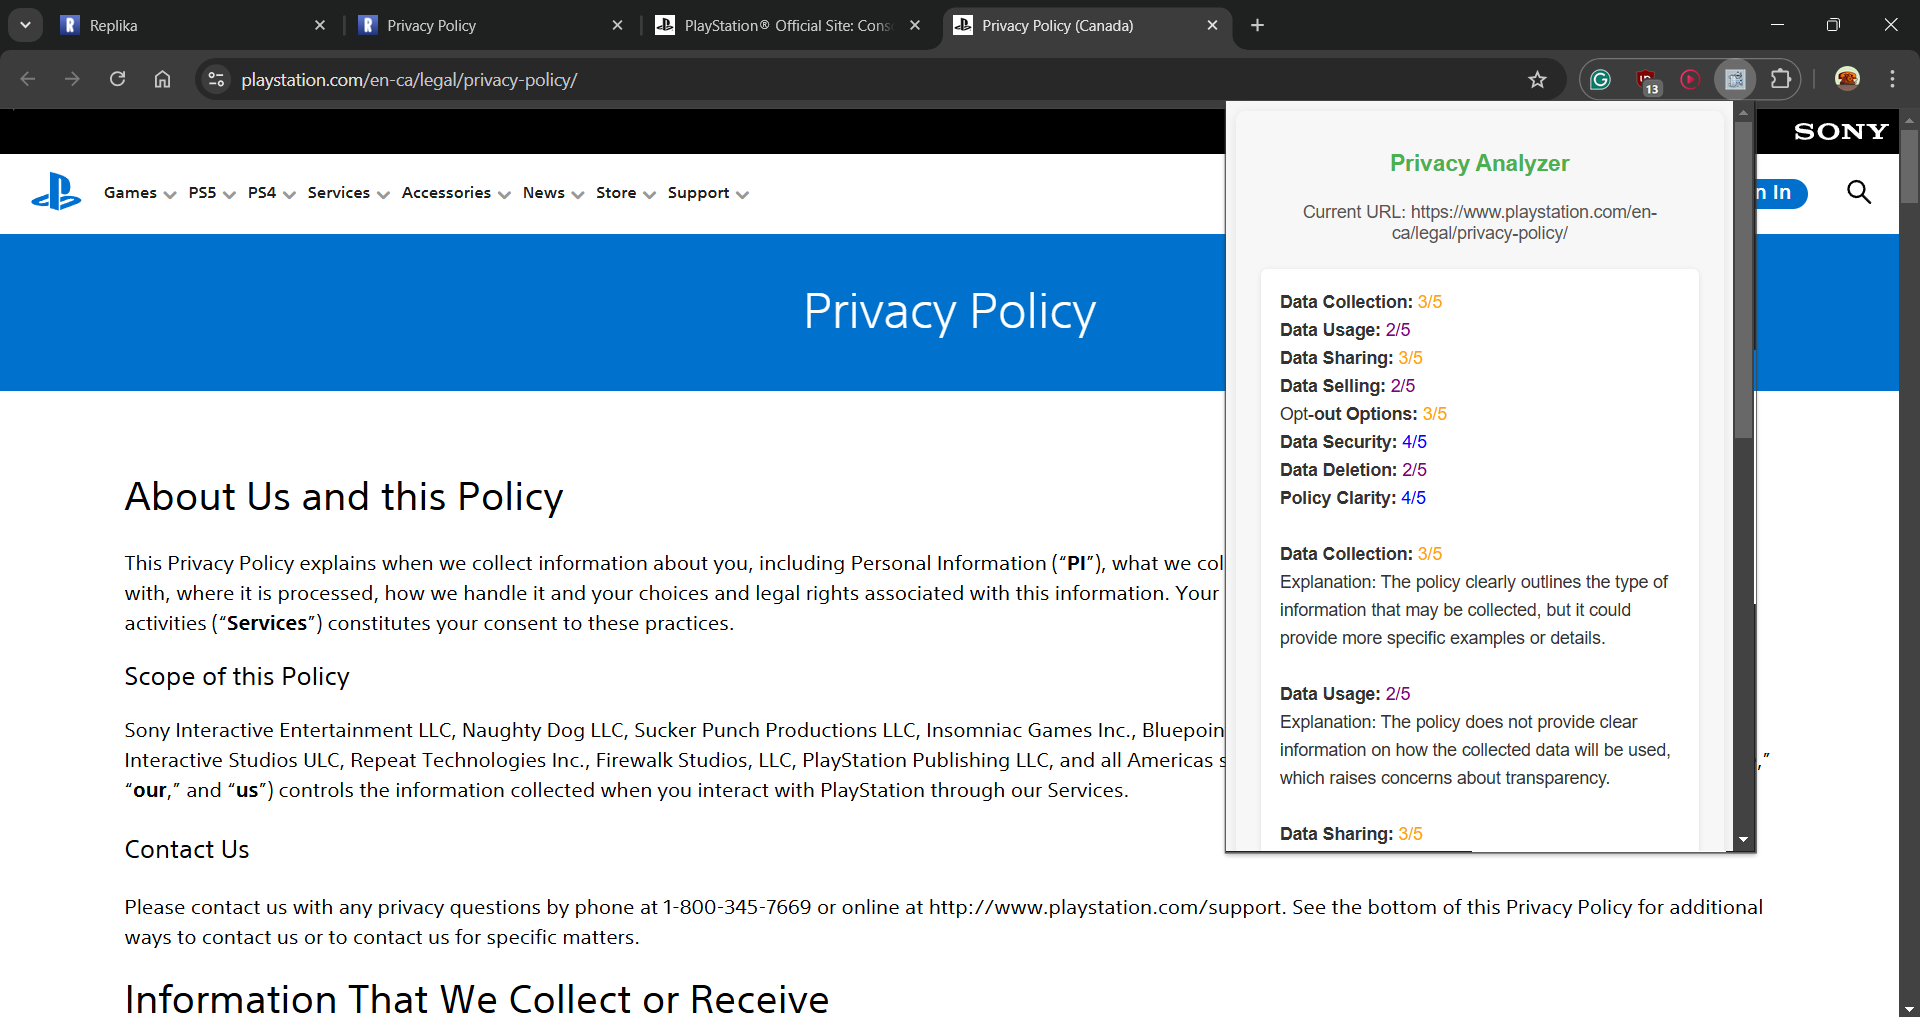 Replika
Privacy Policy
PlayStation® Official Site: Cons
Privacy Policy (Canada)
playstation.com/en-ca/legal/privacy-policy/
13
SONY
Games
PS5
PS4
Services
Accessories
News
Store
Support
n In
Privacy Policy
About Us and this Policy
This Privacy Policy explains when we collect information about you, including Personal Information (“PI”), what we col
with, where it is processed, how we handle it and your choices and legal rights associated with this information. Your
activities (“Services”) constitutes your consent to these practices.
Scope of this Policy
Sony Interactive Entertainment LLC, Naughty Dog LLC, Sucker Punch Productions LLC, Insomniac Games Inc., Bluepoin
Interactive Studios ULC, Repeat Technologies Inc., Firewalk Studios, LLC, PlayStation Publishing LLC, and all Americas s ,”
“our,” and “us”) controls the information collected when you interact with PlayStation through our Services.
Contact Us
Please contact us with any privacy questions by phone at 1-800-345-7669 or online at http://www.playstation.com/support. See the bottom of this Privacy Policy for additional
ways to contact us or to contact us for specific matters.
Information That We Collect or Receive
Privacy Analyzer
Current URL: https://www.playstation.com/en-
ca/legal/privacy-policy/
Data Collection: 3/5
Data Usage: 2/5
Data Sharing: 3/5
Data Selling: 2/5
Opt-out Options: 3/5
Data Security: 4/5
Data Deletion: 2/5
Policy Clarity: 4/5
Data Collection: 3/5
Explanation: The policy clearly outlines the type of
information that may be collected, but it could
provide more specific examples or details.
Data Usage: 2/5
Explanation: The policy does not provide clear
information on how the collected data will be used,
which raises concerns about transparency.
Data Sharing: 3/5